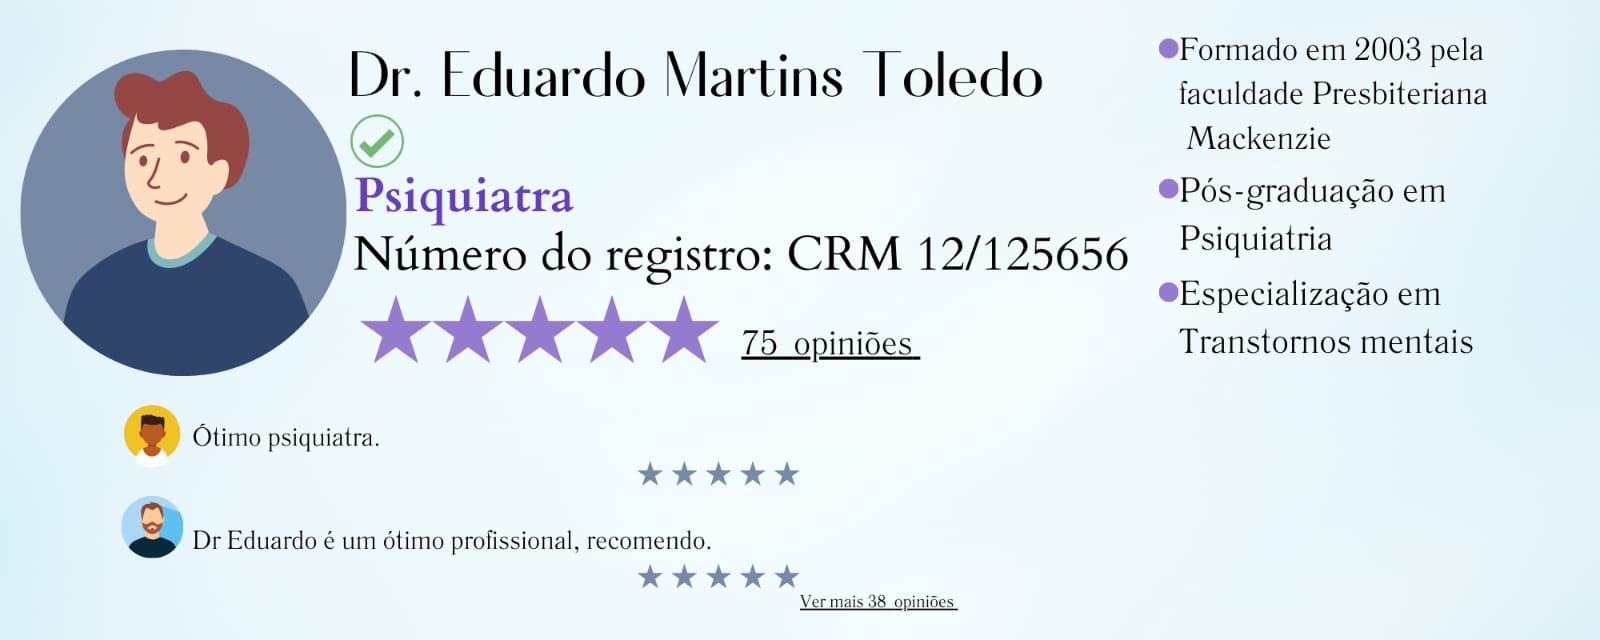 Dr. Eduardo Martins Toledo
Psiquiatra
Número do registro: CRM 12/125656
75 opiniões
Formado em 2003 pela
faculdade Presbiteriana
Mackenzie
Pós-graduação em
Psiquiatria
Especialização em
Transtornos mentais
Ótimo psiquiatra.
Dr Eduardo é um ótimo profissional, recomendo.
Ver mais 38 opiniões